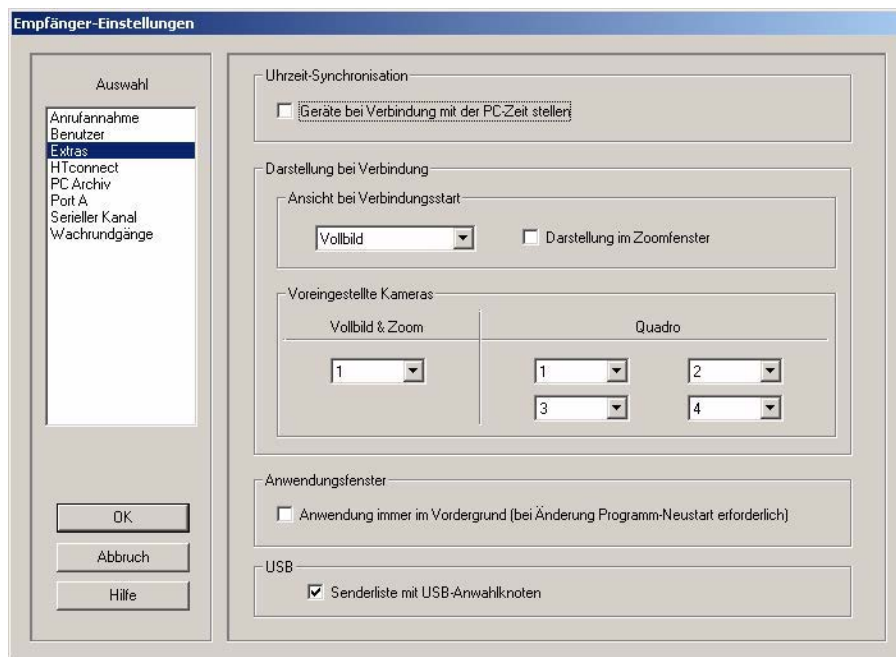 Empfänger-Einstellungen
Auswahl
Anrufannahme
Benutzer
Extras
HTconnect
PC Archiv
Port A
Serieller Kanal
Wachrundgänge
OK
Abbruch
Hilfe
Uhrzeit-Synchronisation
Geräte bei Verbindung mit der PC-Zeit stellen
Darstellung bei Verbindung
Ansicht bei Verbindungsstart
Vollbild
Darstellung im Zoomfenster
Voreingestellte Kameras
Vollbild & Zoom
Quadro
1
1 2
3 4
Anwendungsfenster
Anwendung immer im Vordergrund (bei Änderung Programm-Neustart erforderlich)
USB
Senderliste mit USB-Anwahlknoten